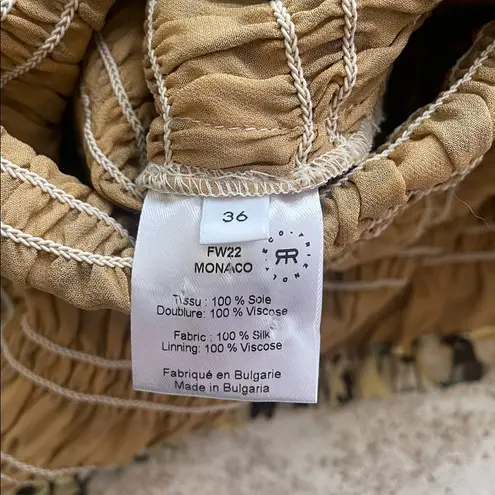 36
FW22
MONACO
Tissu : 100 % Soie
Doublure: 100 % Viscose
Fabric : 100 % Silk
Linning: 100 % Viscose
Fabriqué en Bulgarie
Made in Bulgaria